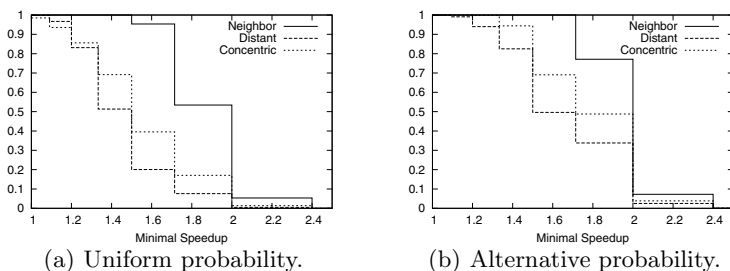 1
0.9
0.8
0.7
0.6
0.5
0.4
0.3
0.2
0.1
0
Neighbor
Distant
Concentric
1 1.2 1.4 1.6 1.8 2 2.2 2.4
Minimal Speedup
(a) Uniform probability.
1
0.9
0.8
0.7
0.6
0.5
0.4
0.3
0.2
0.1
0
Neighbor
Distant
Concentric
1 1.2 1.4 1.6 1.8 2 2.2 2.4
Minimal Speedup
(b) Alternative probability.